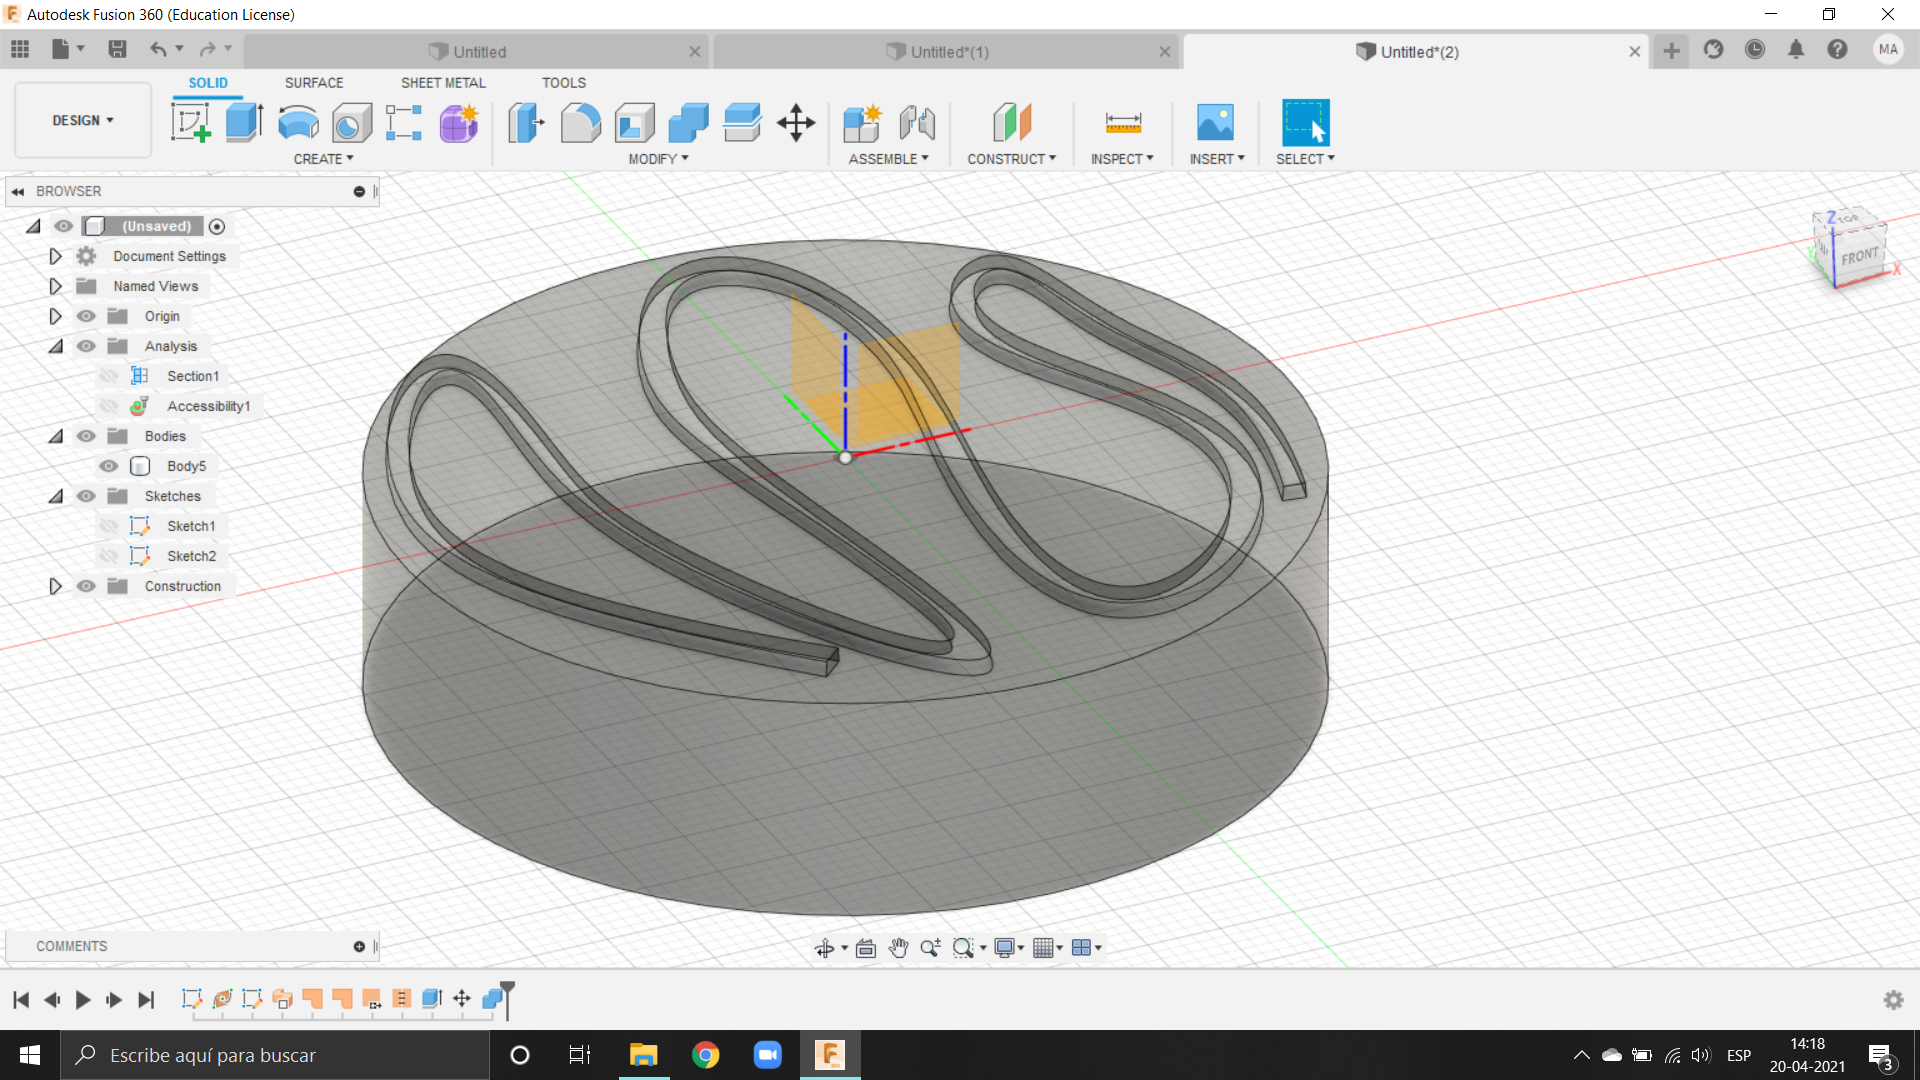 Autodesk Fusion 360 (Education License)
Untitled
Untitled*(1)
Untitled*(2)
MA
SOLID
SURFACE
SHEET METAL
TOOLS
DESIGN
CREATE
MODIFY
ASSEMBLE
CONSTRUCT
INSPECT
INSERT
SELECT
BROWSER
(Unsaved)
Document Settings
Named Views
Origin
Analysis
Section1
Accessibility1
Bodies
Body5
Sketches
Sketch1
Sketch2
Construction
Z
TOP
FRONT
X
Y
COMMENTS
Escribe aquí para buscar
ESP
14:18
20-04-2021
3